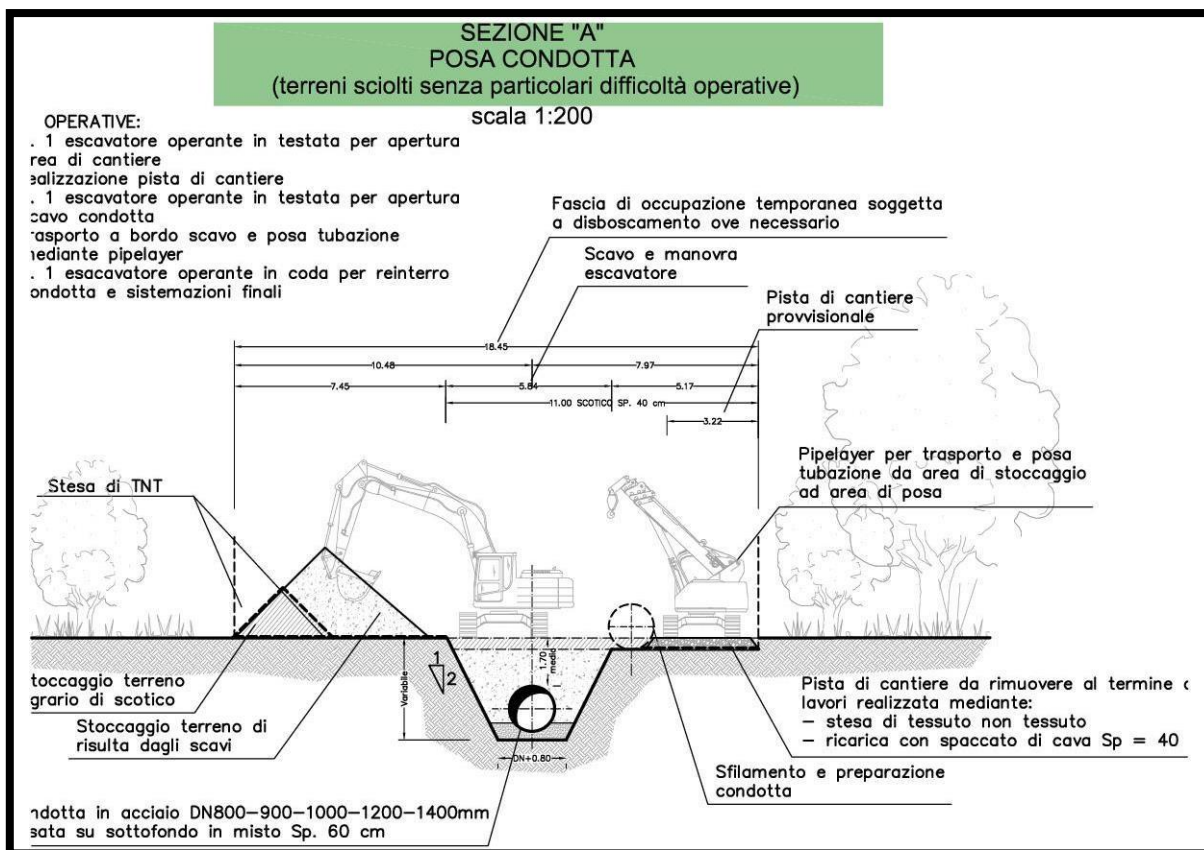 SEZIONE "A"
POSA CONDOTTA
(terreni sciolti senza particolari difficoltà operative)
scala 1:200
OPERATIVE:
. 1 escavatore operante in testata per apertura
rea di cantiere
ealizzazione pista di cantiere
. 1 escavatore operante in testata per apertura
cavo condotta
rasporto a bordo scavo e posa tubazione
mediante pipelayer
. 1 esacavatore operante in coda per reinterro
ondotta e sistemazioni finali
Fascia di occupazione temporanea soggetta
a disboscamento ove necessario
Scavo e manovra
escavatore
Pista di cantiere
provvisionale
18.45
10.48
7.97
7.45
5.84
5.17
11.00 SCOTICO SP. 40 cm
3.22
Pipelayer per trasporto e posa
tubazione da area di stoccaggio
ad area di posa
Stesa di TNT
1
2
Variabile
1.70
medio
DN+0.80
toccaggio terreno
grario di scotico
Stoccaggio terreno di
risulta dagli scavi
Pista di cantiere da rimuovere al termine
lavori realizzata mediante:
– stesa di tessuto non tessuto
– ricarica con spaccato di cava Sp = 40
Sfilamento e preparazione
condotta
ndotta in acciaio DN800–900–1000–1200–1400mm
sata su sottofondo in misto Sp. 60 cm